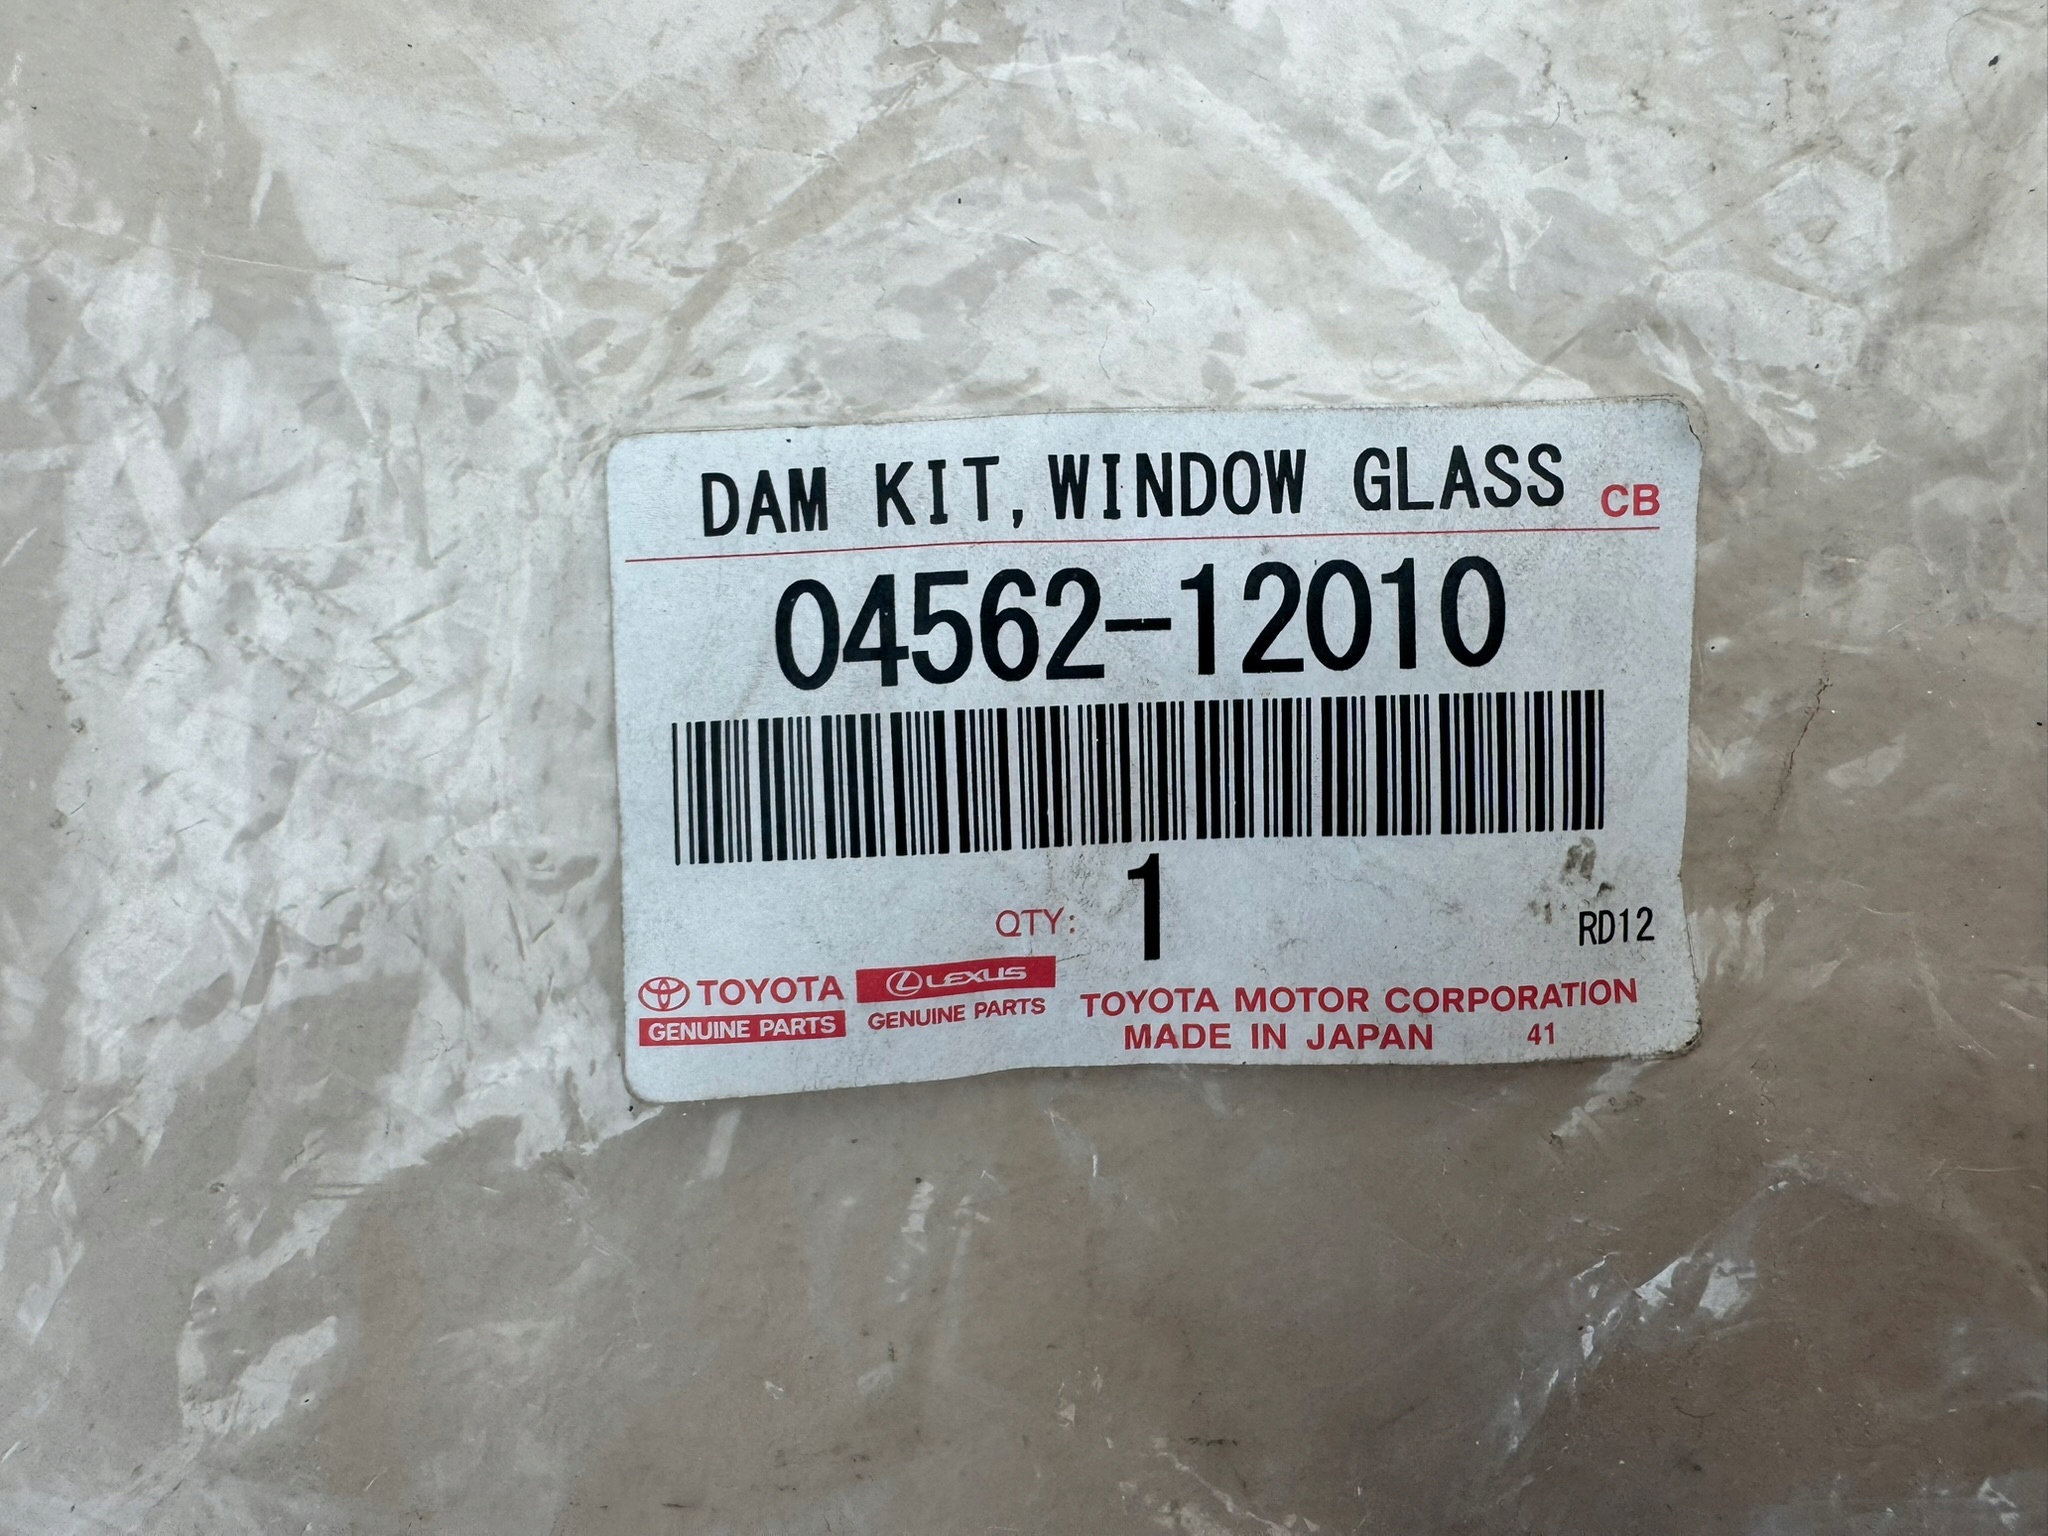 DAM KIT, WINDOW GLASS CB
04562-12010
QTY: 1
RD12
TOYOTA
GENUINE PARTS
LEXUS
GENUINE PARTS
TOYOTA MOTOR CORPORATION
MADE IN JAPAN 41